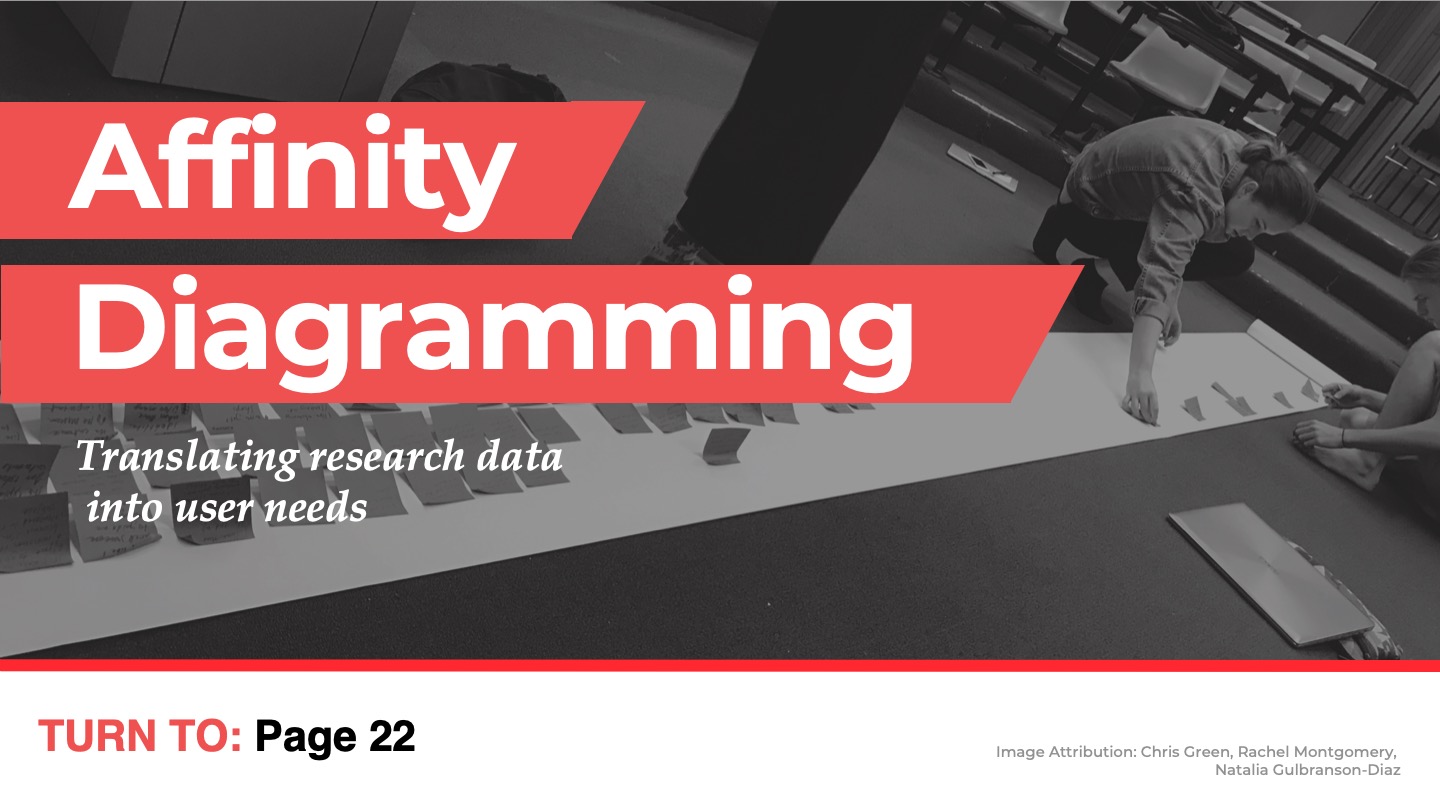 Affinity
Diagramming
Translating research data
into user needs
TURN TO: Page 22
Image Attribution: Chris Green, Rachel Montgomery,
Natalia Gulbranson-Diaz